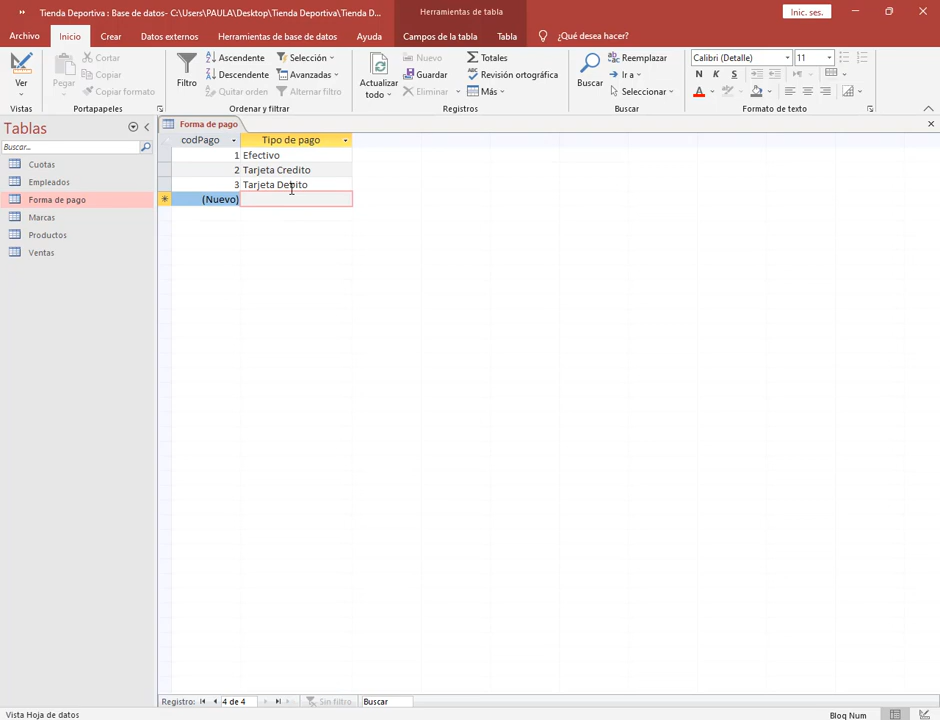 Tienda Deportiva : Base de datos- C:\Users\PAULA\Desktop\Tienda Deportiva\Tienda D...
Herramientas de tabla
Inic. ses.
Archivo Inicio Crear Datos externos Herramientas de base de datos Ayuda Campos de la tabla Tabla ¿Qué desea hacer?
Ver
Vistas
Pegar
Cortar
Copiar
Copiar formato
Portapapeles
Filtro
Ascendente
Descendente
Quitar orden
Selección
Avanzadas
Alternar filtro
Ordenar y filtrar
Actualizar
todo
Nuevo
Guardar
Eliminar
Totales
Revisión ortográfica
Más
Registros
Buscar
Reemplazar
Ir a
Seleccionar
Buscar
Calibri (Detalle) 11
N K S
A
Formato de texto
Tablas
Buscar...
Cuotas
Empleados
Forma de pago
Marcas
Productos
Ventas
Forma de pago
codPago Tipo de pago
1 Efectivo
2 Tarjeta Credito
3 Tarjeta Debito
(Nuevo)
Registro: 4 de 4 Sin filtro Buscar
Vista Hoja de datos
Bloq Num